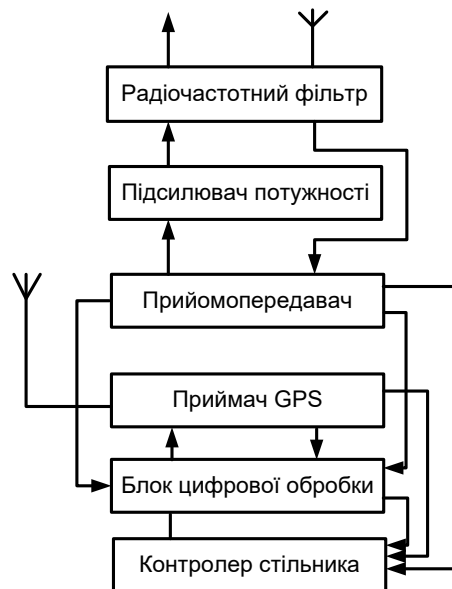 Радіочастотний фільтр
Підсилювач потужності
Прийомопередавач
Приймач GPS
Блок цифрової обробки
Контролер стільника